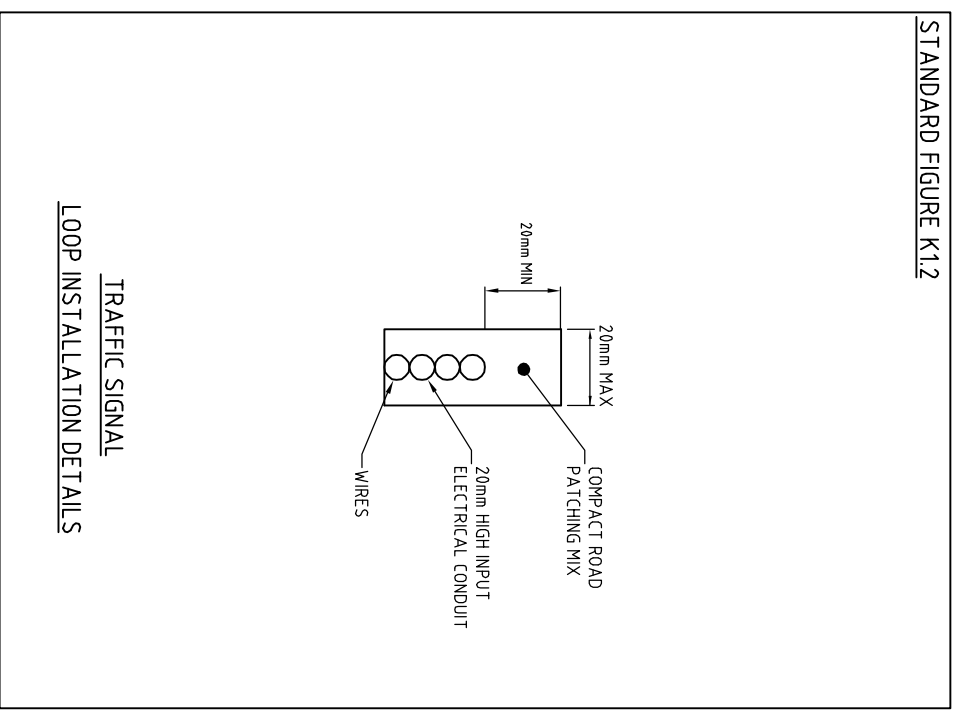 STANDARD FIGURE K1.2
20mm MAX
20mm MIN
COMPACT ROAD
PATCHING MIX
20mm HIGH INPUT
ELECTRICAL CONDUIT
WIRES
TRAFFIC SIGNAL
LOOP INSTALLATION DETAILS